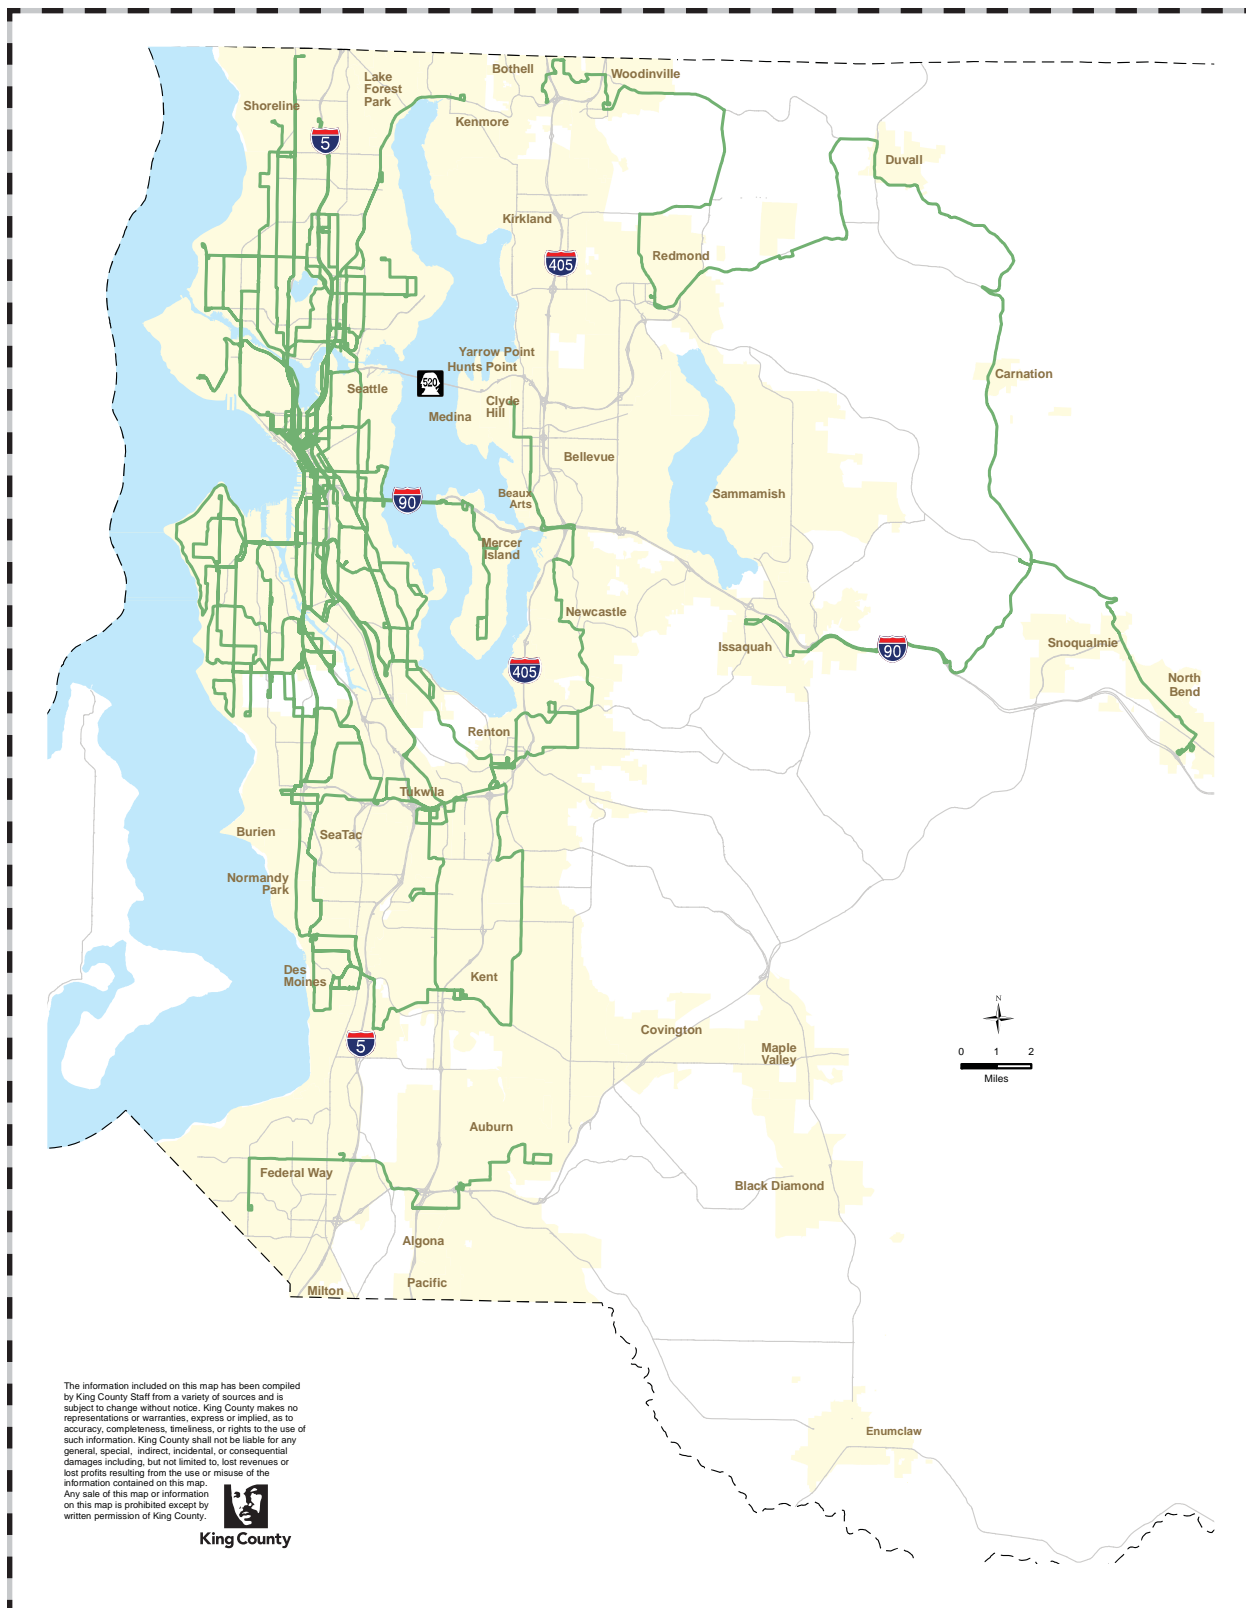 Bothell
Woodinville
Lake
Forest
Park
Shoreline
Kenmore
5
Duvall
Kirkland
Redmond
405
Yarrow Point
Hunts Point
Seattle
520
Clyde
Hill
Medina
Carnation
Bellevue
Beaux
Arts
90
Sammamish
Mercer
Island
Newcastle
Issaquah
90
Snoqualmie
405
North
Bend
Renton
Tukwila
Burien
SeaTac
Normandy
Park
Des
Moines
Kent
N
5
Covington
Maple
Valley
0 1 2
Miles
Auburn
Federal Way
Black Diamond
Algona
Pacific
Milton
Enumclaw
The information included on this map has been compiled
by King County Staff from a variety of sources and is
subject to change without notice. King County makes no
representations or warranties, express or implied, as to
accuracy, completeness, timeliness, or rights to the use of
such information. King County shall not be liable for any
general, special, indirect, incidental, or consequential
damages including, but not limited to, lost revenues or
lost profits resulting from the use or misuse of the
information contained on this map.
Any sale of this map or information
on this map is prohibited except by
written permission of King County.
King County